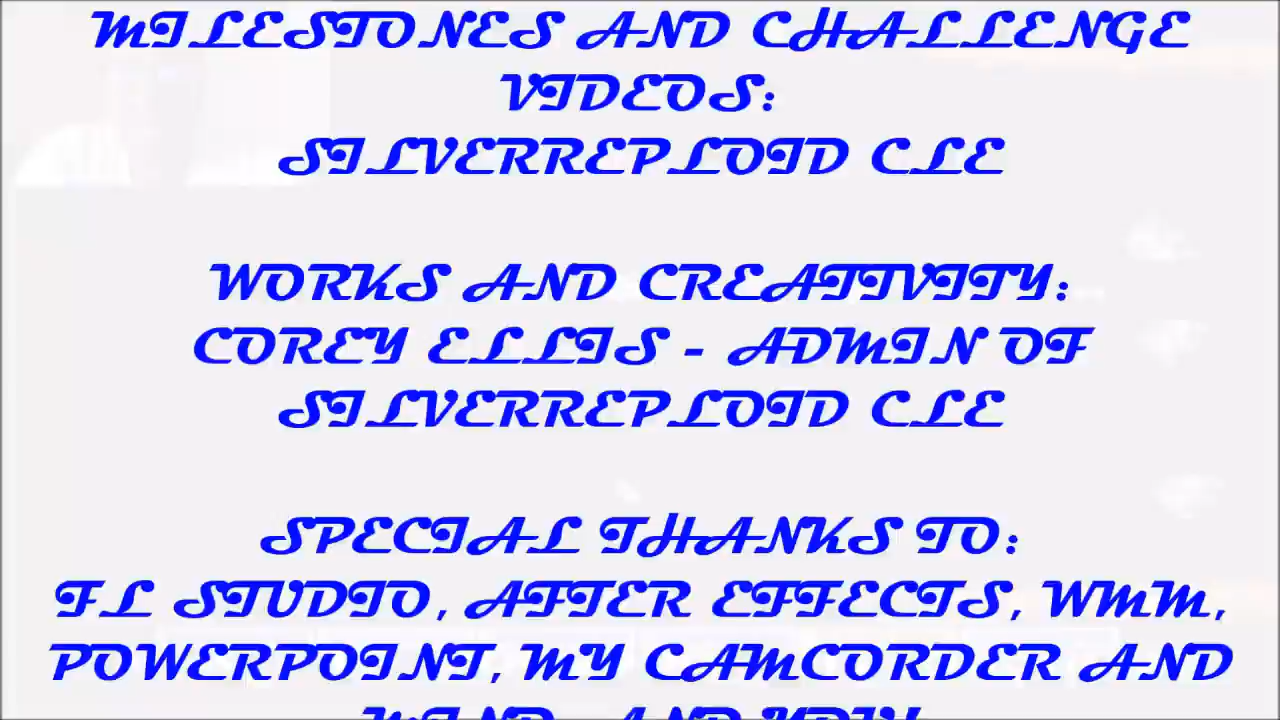 MILESTONES AND CHALLENGE
VIDEOS:
SILVERREPLOID CLE
WORKS AND CREATIVITY:
COREY ELLIS - ADMIN OF
SILVERREPLOID CLE
SPECIAL THANKS TO:
FL STUDIO, AFTER EFFECTS, WMM,
POWERPOINT, MY CAMCORDER AND